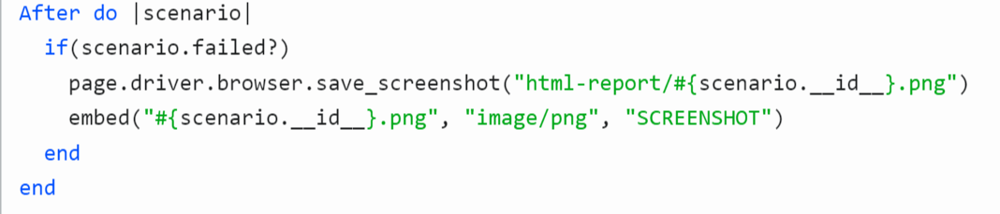 After do |scenario|
if(scenario.failed?)
page.driver.browser.save_screenshot("html-report/#{scenario.__id__}.png")
embed("#{scenario.__id__}.png", "image/png", "SCREENSHOT")
end
end